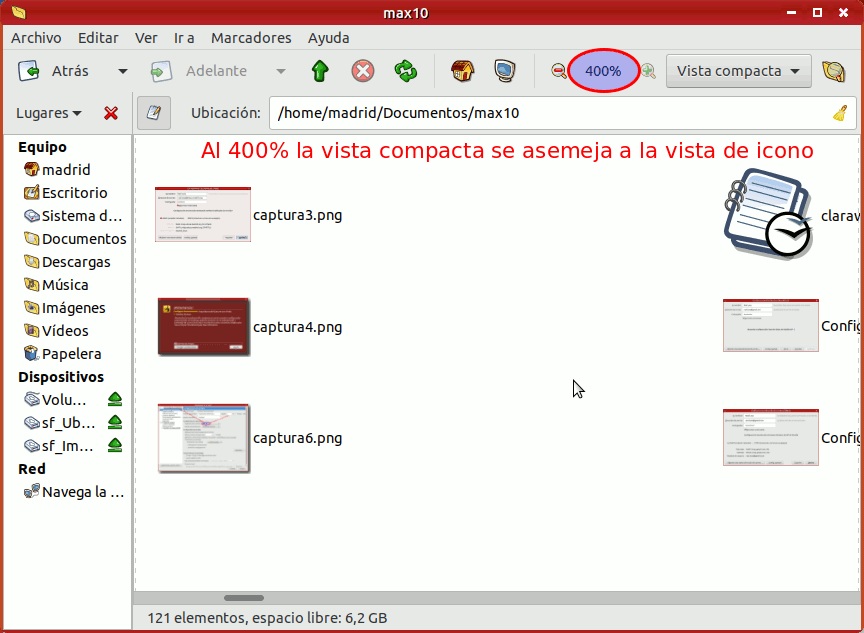 max10
Archivo Editar Ver Ir a Marcadores Ayuda
Atrás Adelante 400% Vista compacta
Lugares Ubicación: /home/madrid/Documentos/max10
Al 400% la vista compacta se asemeja a la vista de icono
Equipo
madrid
Escritorio
Sistema d...
Documentos
Descargas
Música
Imágenes
Vídeos
Papelera
Dispositivos
Volu...
sf_Ub...
sf_Im...
Red
Navega la ...
captura3.png
clarav
captura4.png
Config
captura6.png
Config
121 elementos, espacio libre: 6,2 GB